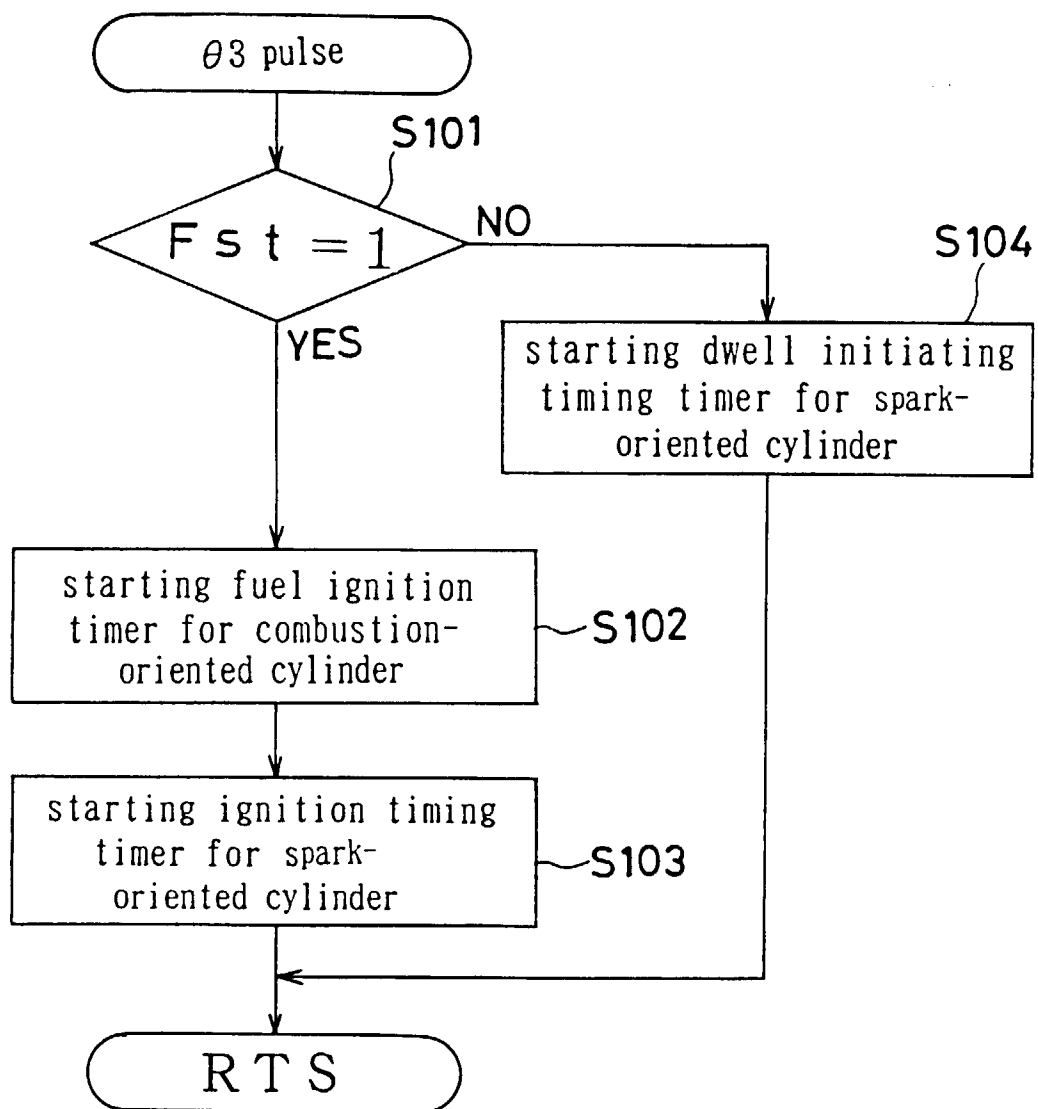 θ3 pulse
S101
Fst=1
NO
S104
YES
starting dwell initiating
timing timer for spark-
oriented cylinder
starting fuel ignition
timer for combustion-
oriented cylinder
S102
starting ignition timing
timer for spark-
oriented cylinder
S103
RTS